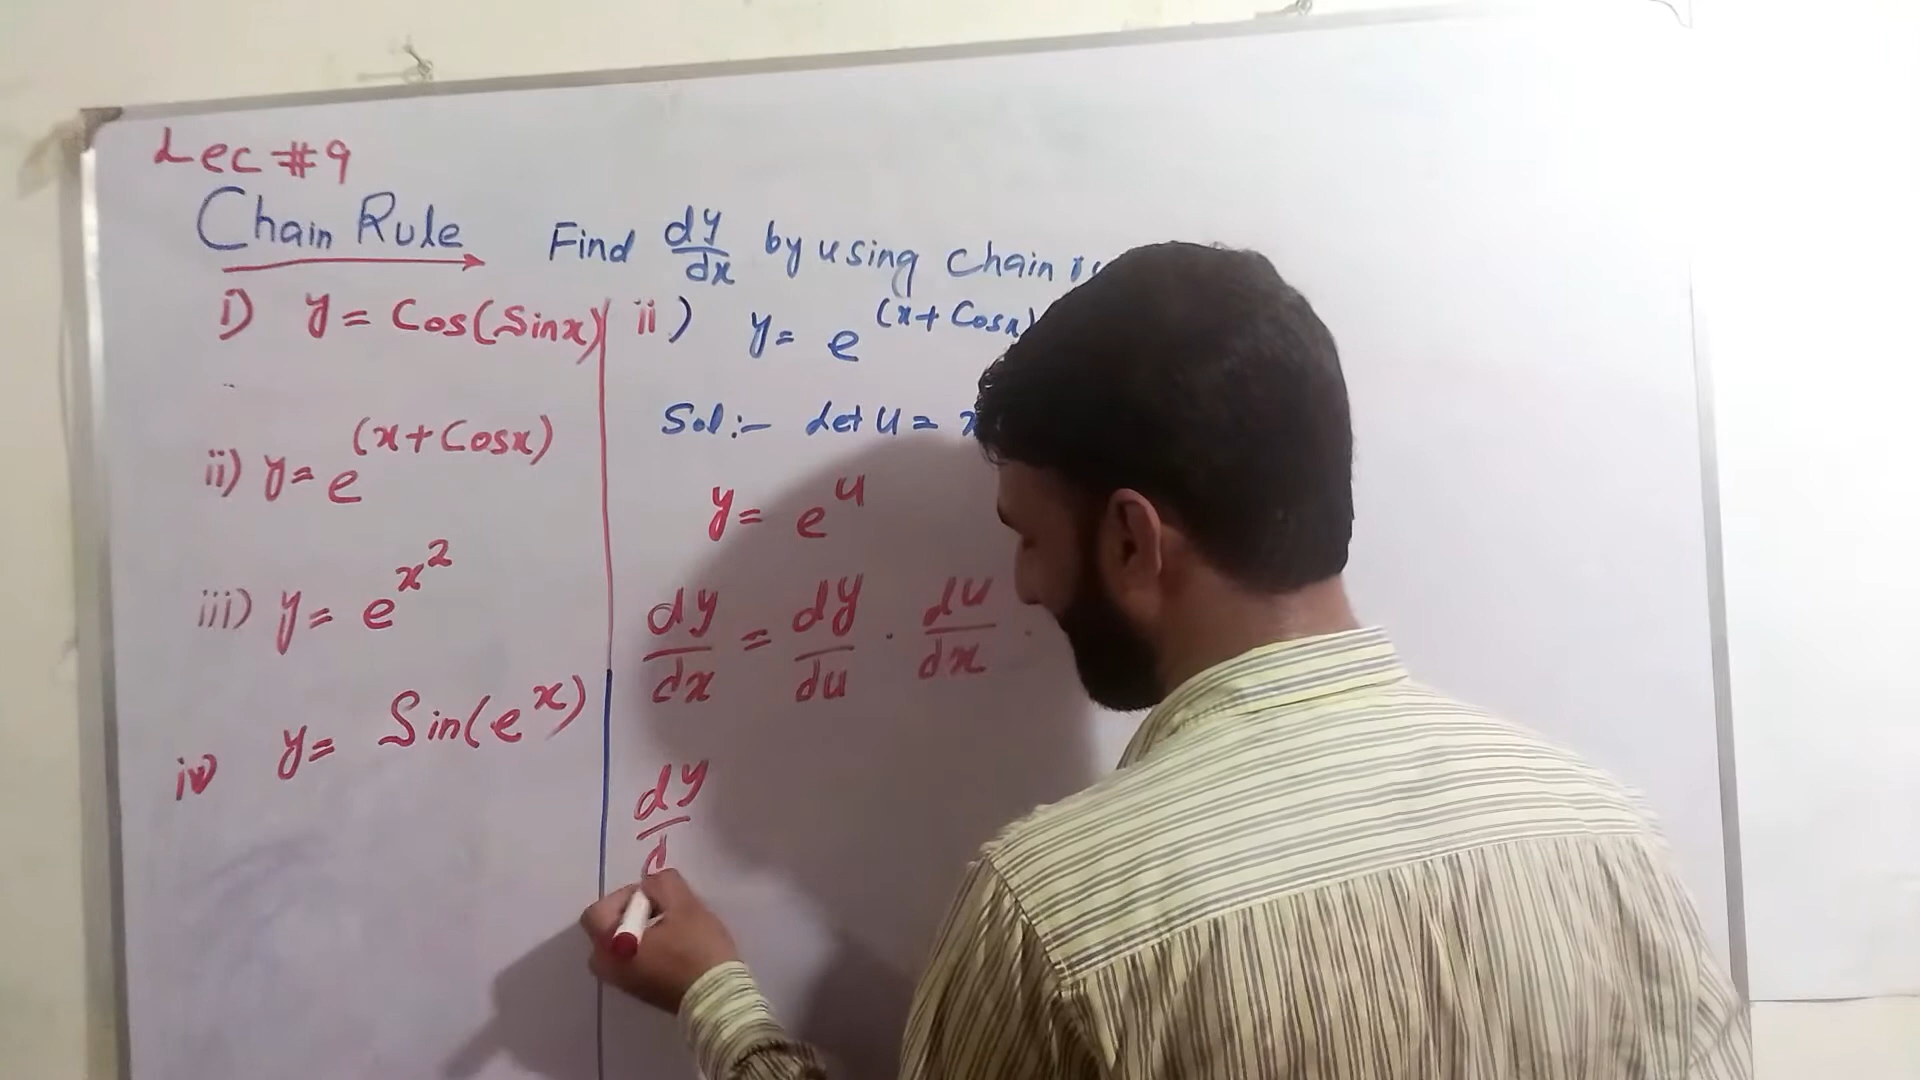 Lec #9
Chain Rule
Find dy/dx by using chain
i) y = Cos(Sinx)
ii) y = e^(x+Cosx)
iii) y = e^x^2
iv y = Sin(e^x)
ii) y = e^(x+Cosx)
Sol:- Let u = x
y = e^u
dy/dx = dy/du . du/dx .
dy/d